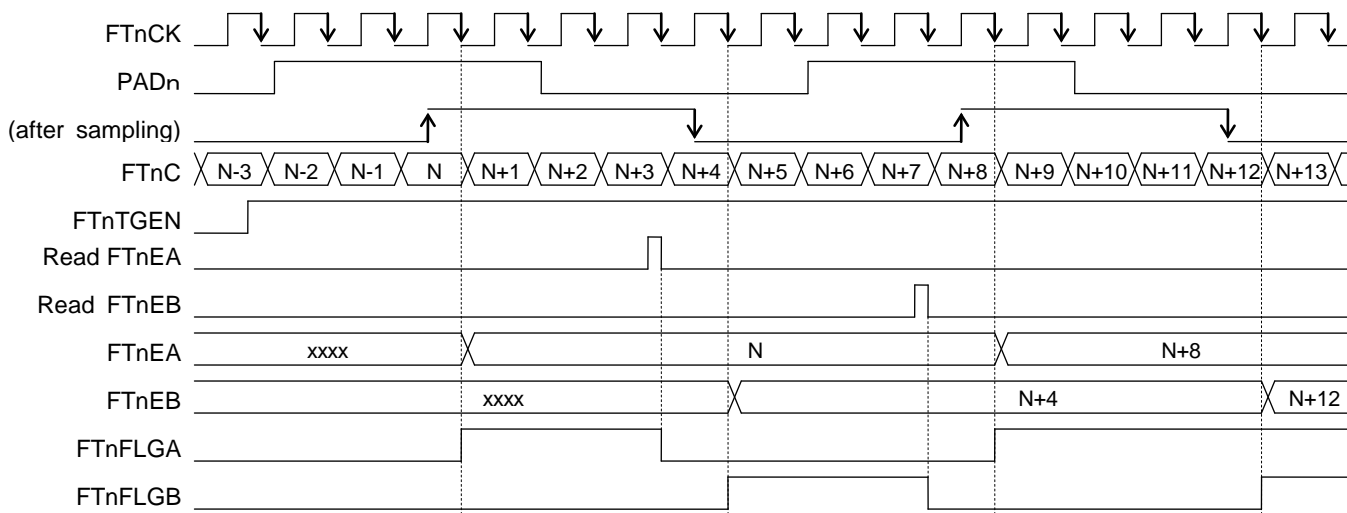 FTnCK
PADn
(after sampling)
FTnC N-3 N-2 N-1 N N+1 N+2 N+3 N+4 N+5 N+6 N+7 N+8 N+9 N+10 N+11 N+12 N+13
FTnTGEN
Read FTnEA
Read FTnEB
FTnEA xxxx N N+8
FTnEB xxxx N+4 N+12
FTnFLGA
FTnFLGB